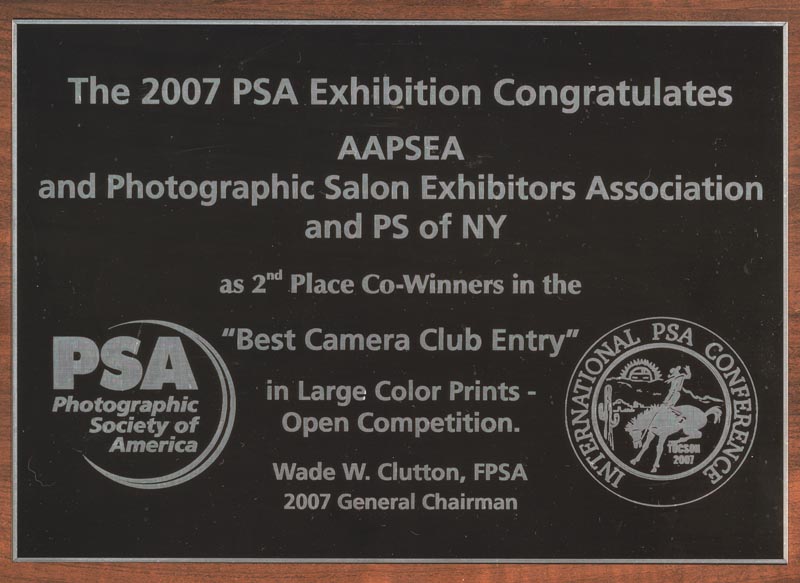 The 2007 PSA Exhibition Congratulates
AAPSEA
and Photographic Salon Exhibitors Association
and PS of NY
as 2nd Place Co-Winners in the
“Best Camera Club Entry”
in Large Color Prints -
Open Competition.
Wade W. Clutton, FPSA
2007 General Chairman
PSA
Photographic
Society of
America
INTERNATIONAL PSA CONFERENCE
TUCSON
2007